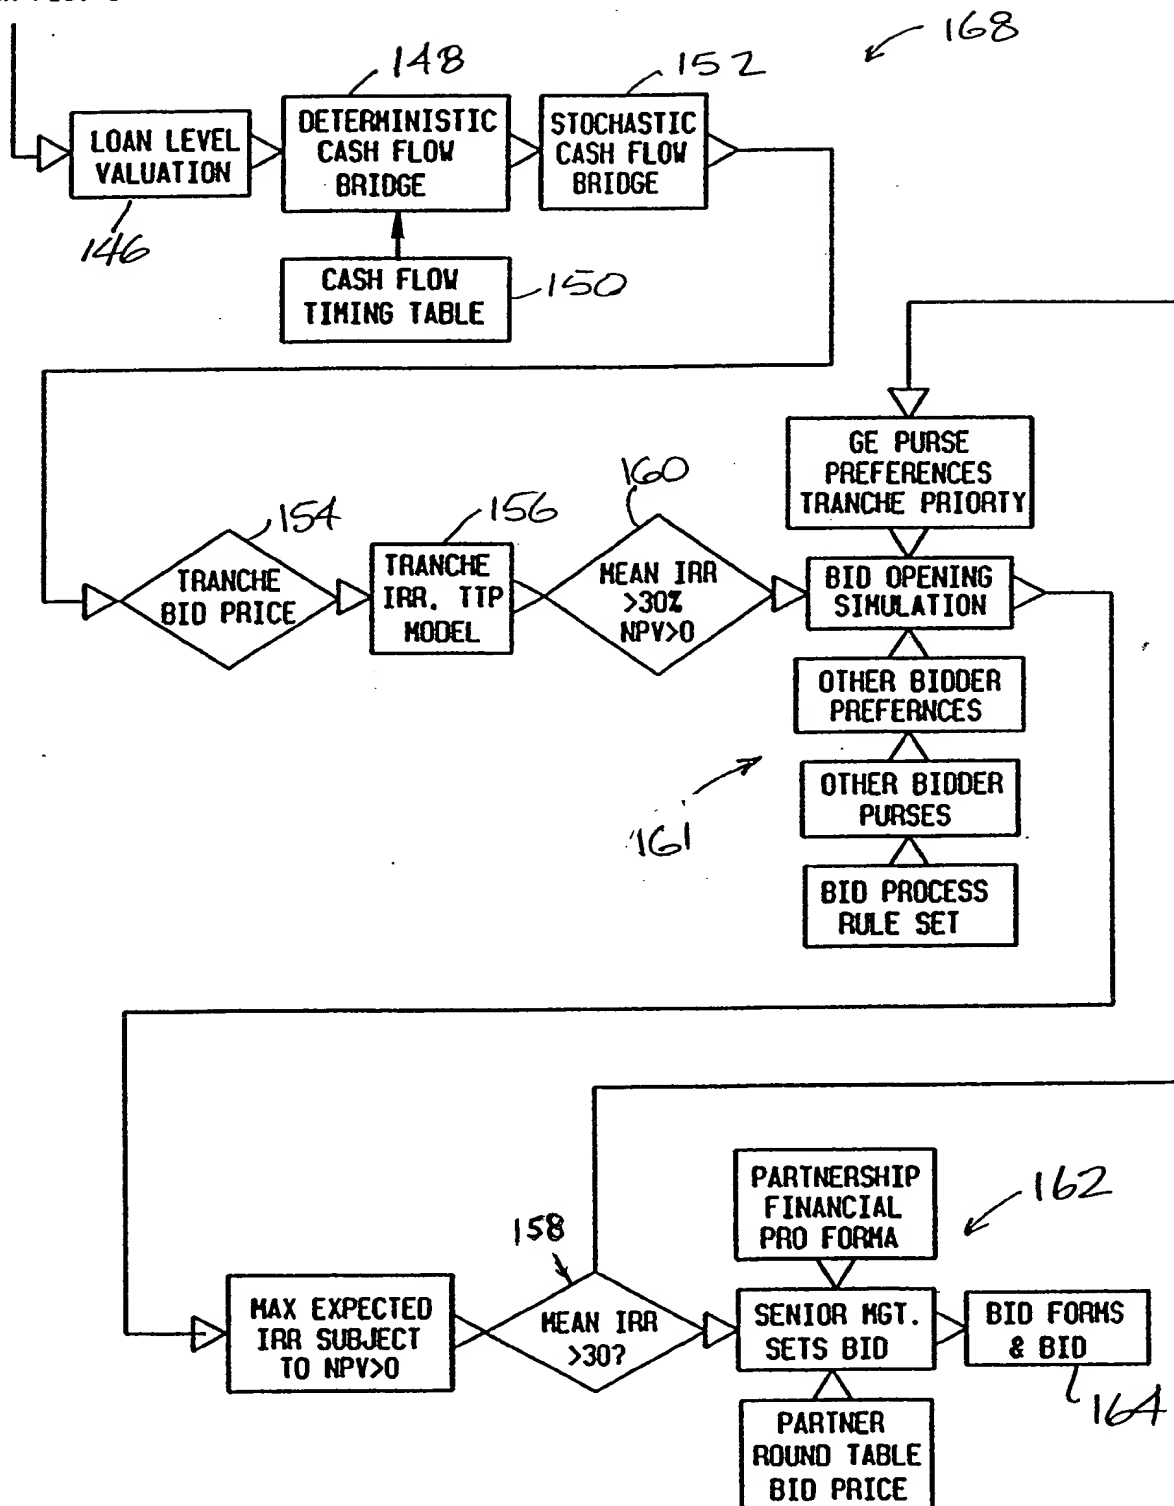 168
148
152
LOAN LEVEL
VALUATION
DETERMINISTIC
CASH FLOW
BRIDGE
STOCHASTIC
CASH FLOW
BRIDGE
146
CASH FLOW
TIMING TABLE
150
GE PURSE
PREFERENCES
TRANCHE PRIORTY
160
154
156
TRANCHE
BID PRICE
TRANCHE
IRR. TTP
MODEL
MEAN IRR
>30%
NPV>0
BID OPENING
SIMULATION
OTHER BIDDER
PREFERNCES
OTHER BIDDER
PURSES
161
BID PROCESS
RULE SET
PARTNERSHIP
FINANCIAL
PRO FORMA
162
158
MAX EXPECTED
IRR SUBJECT
TO NPV>0
MEAN IRR
>30?
SENIOR MGT.
SETS BID
BID FORMS
& BID
164
PARTNER
ROUND TABLE
BID PRICE